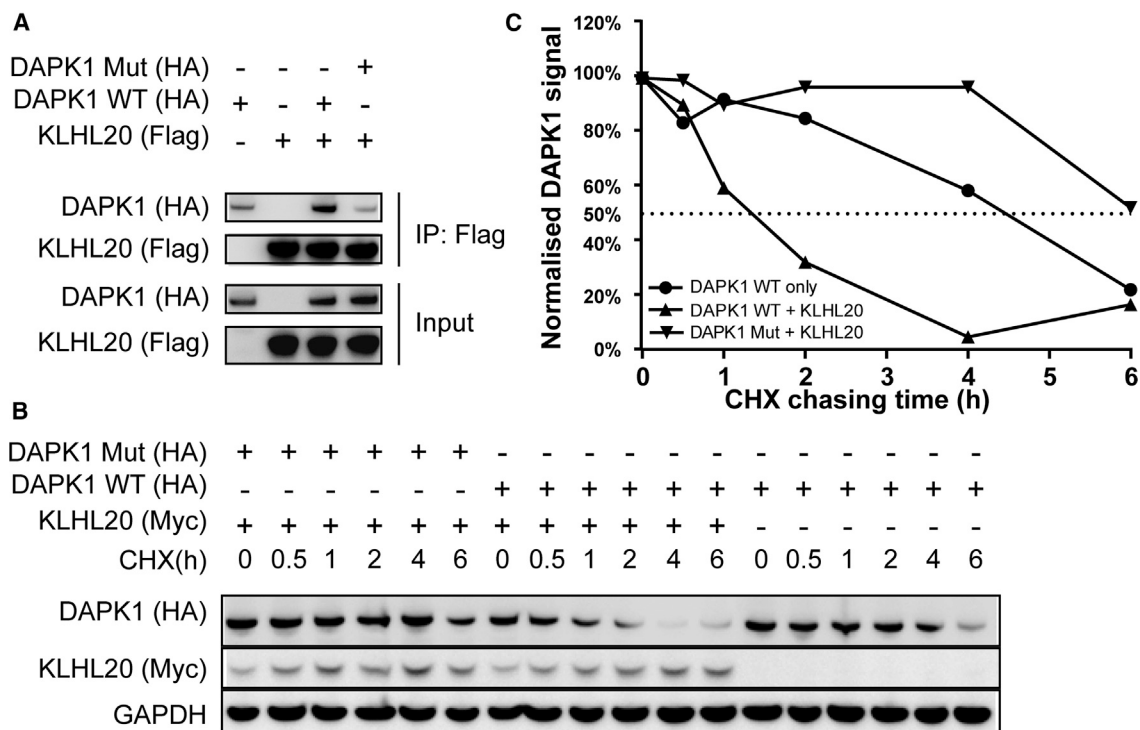 A
DAPK1 Mut (HA) - - - +
DAPK1 WT (HA) + - + -
KLHL20 (Flag) - + + +
DAPK1 (HA)
KLHL20 (Flag)
IP: Flag
DAPK1 (HA)
KLHL20 (Flag)
Input
C
Normalised DAPK1 signal
120%
100%
80%
60%
50%
40%
20%
0%
DAPK1 WT only
DAPK1 WT + KLHL20
DAPK1 Mut + KLHL20
0 1 2 3 4 5 6
CHX chasing time (h)
B
DAPK1 Mut (HA) + + + + + + - - - - - - - - - - - -
DAPK1 WT (HA) - - - - - - + + + + + + + + + + + +
KLHL20 (Myc) + + + + + + + + + + + + - - - - - -
CHX(h) 0 0.5 1 2 4 6 0 0.5 1 2 4 6 0 0.5 1 2 4 6
DAPK1 (HA)
KLHL20 (Myc)
GAPDH